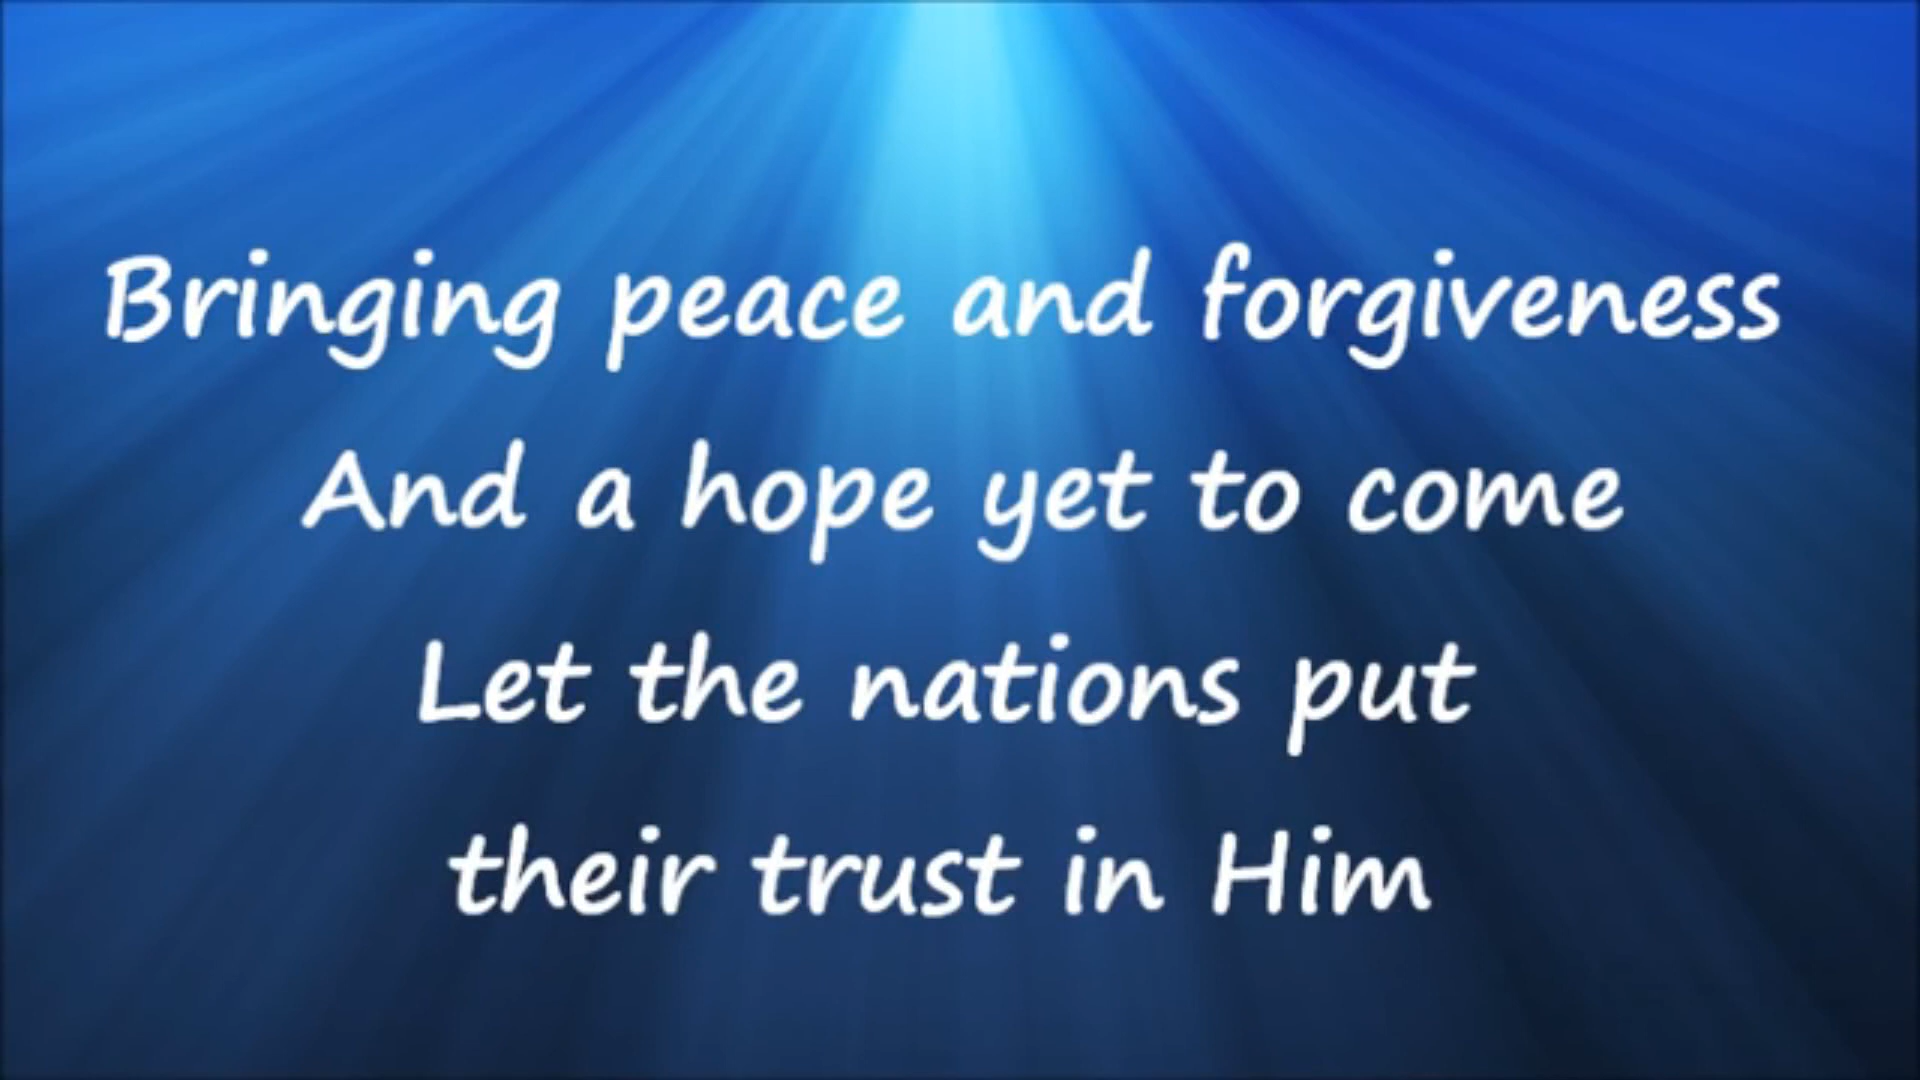 Bringing peace and forgiveness
And a hope yet to come
Let the nations put
their trust in Him